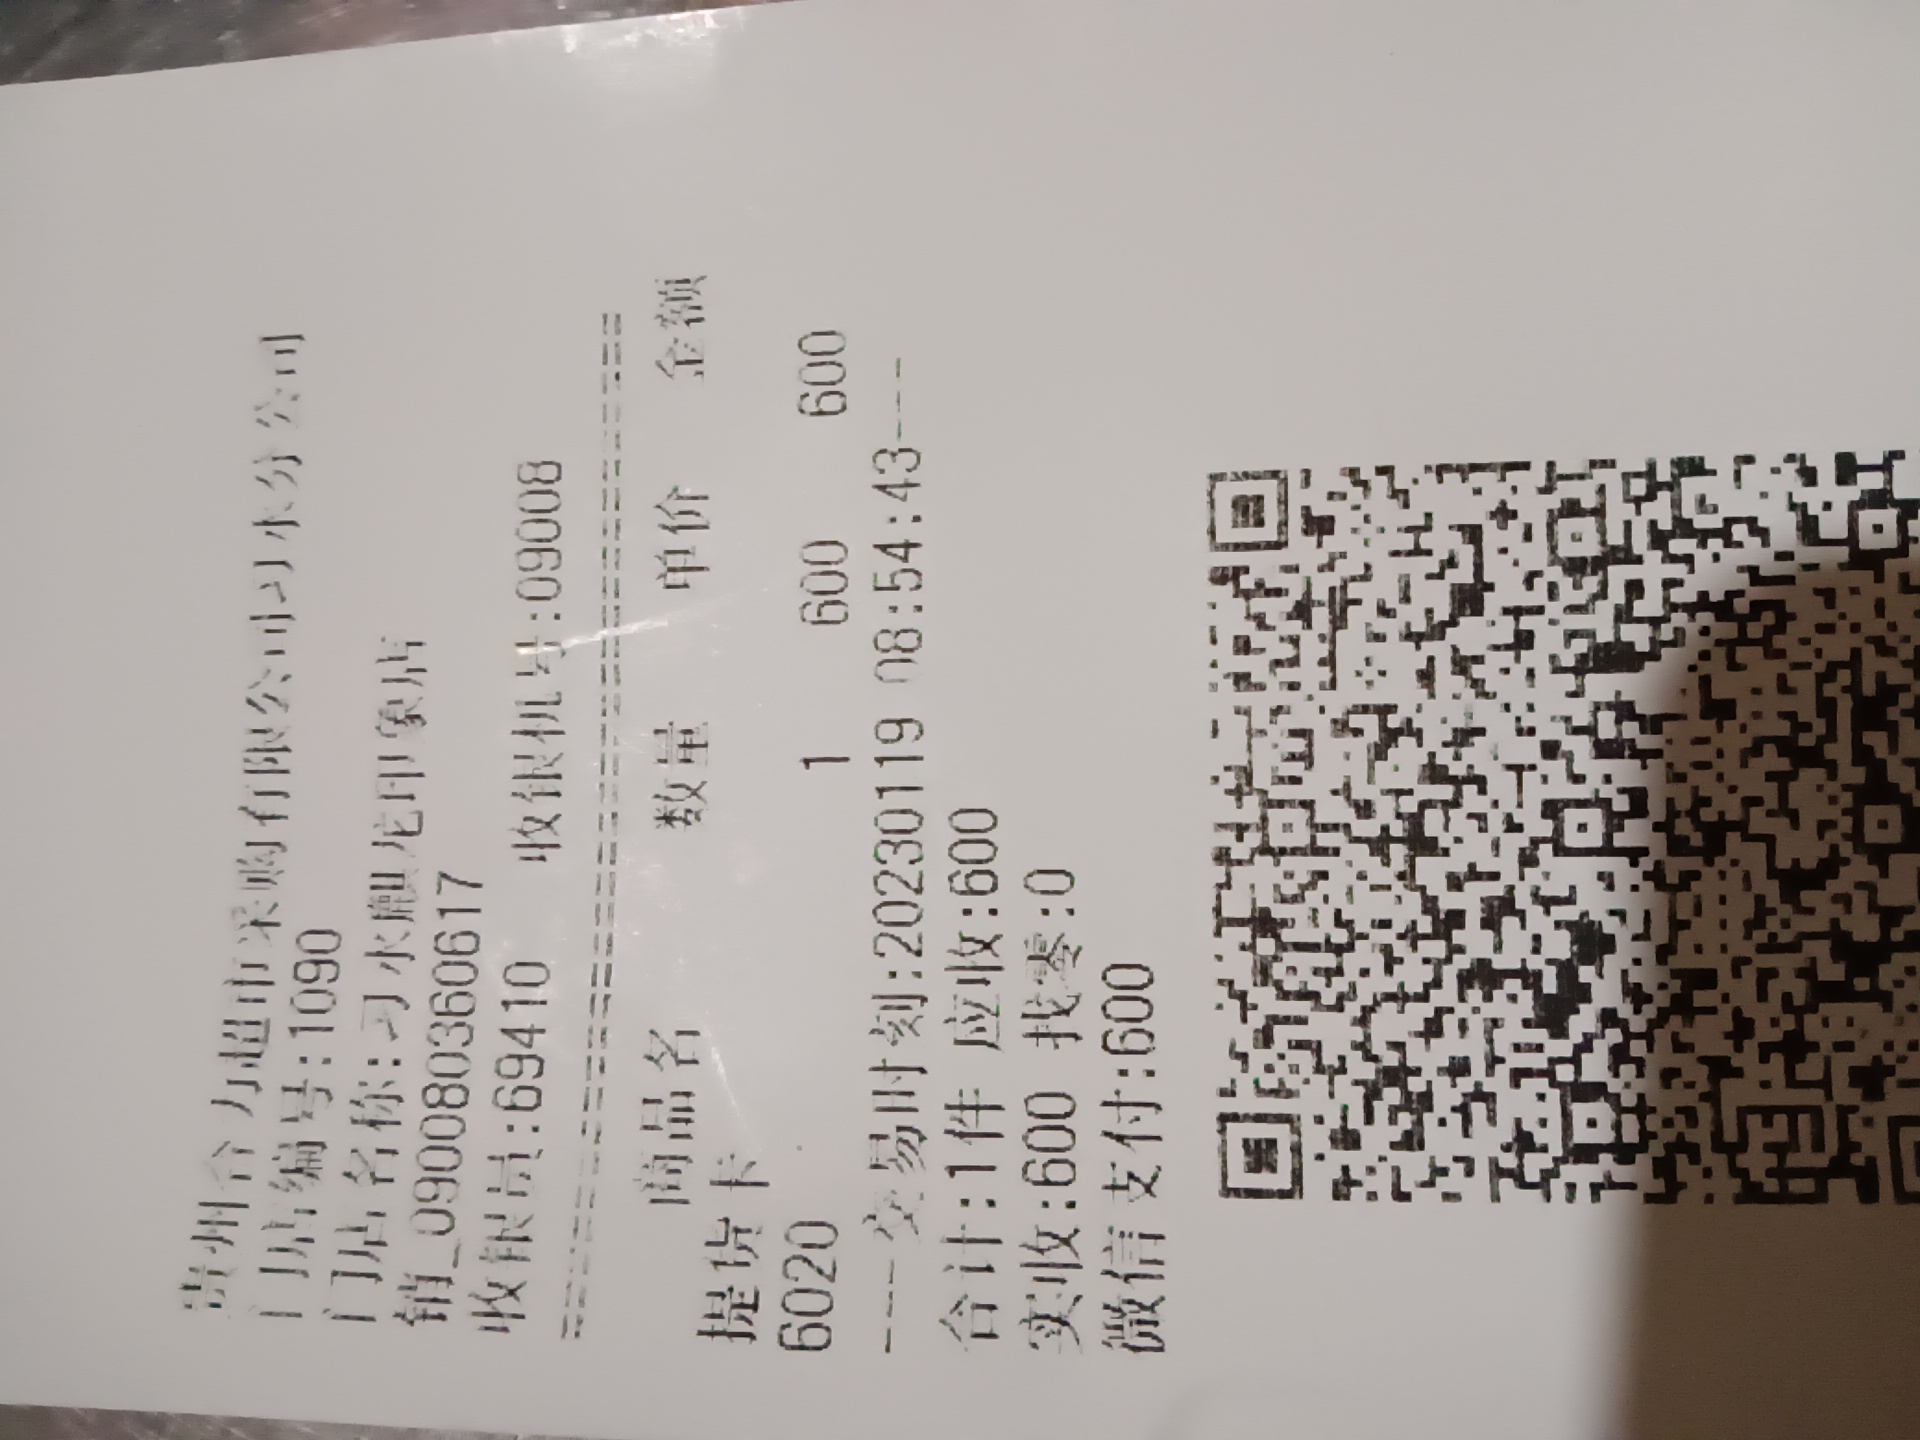 贵州合力超市采购有限公司习水分公司
门店编号:1090
门店名称:习水麒龙印象店
销_0900803606​17
收银员:69410 收银机号:09008
==============================
商品名 数量 单价 金额
提货卡
6020 1 600 600
----交易时刻:20230119 08:54:43----
合计:1件 应收:600
实收:600 找零:0
微信支付:600